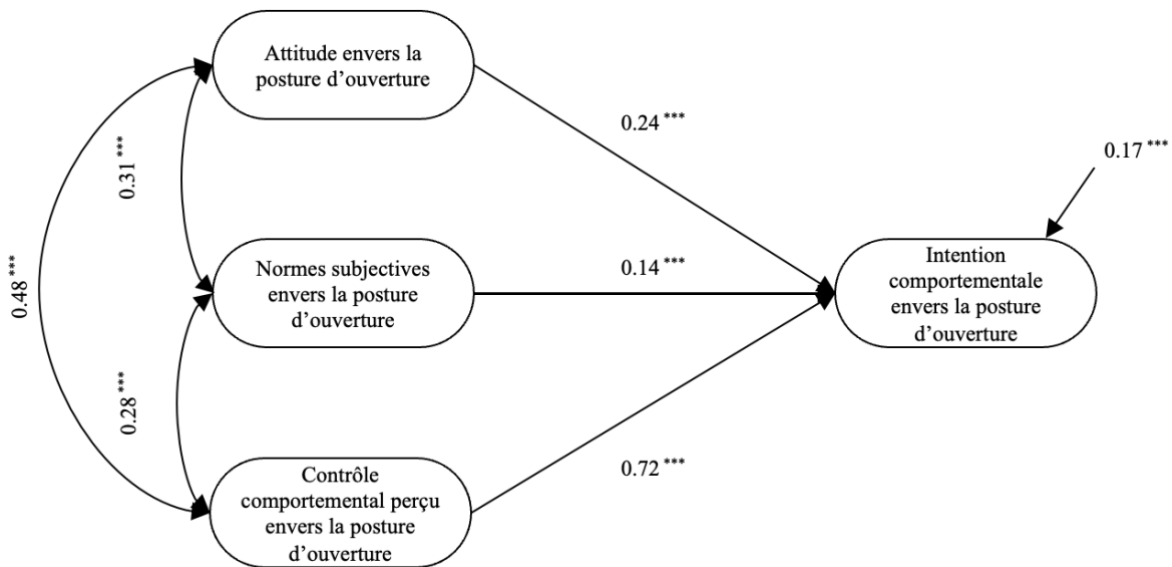 Attitude envers la
posture d'ouverture
0.24 ***
0.17 ***
0.31 ***
Normes subjectives
envers la posture
d'ouverture
0.14 ***
Intention
comportementale
envers la posture
d'ouverture
0.48 ***
0.28 ***
Contrôle
comportemental perçu
envers la posture
d'ouverture
0.72 ***